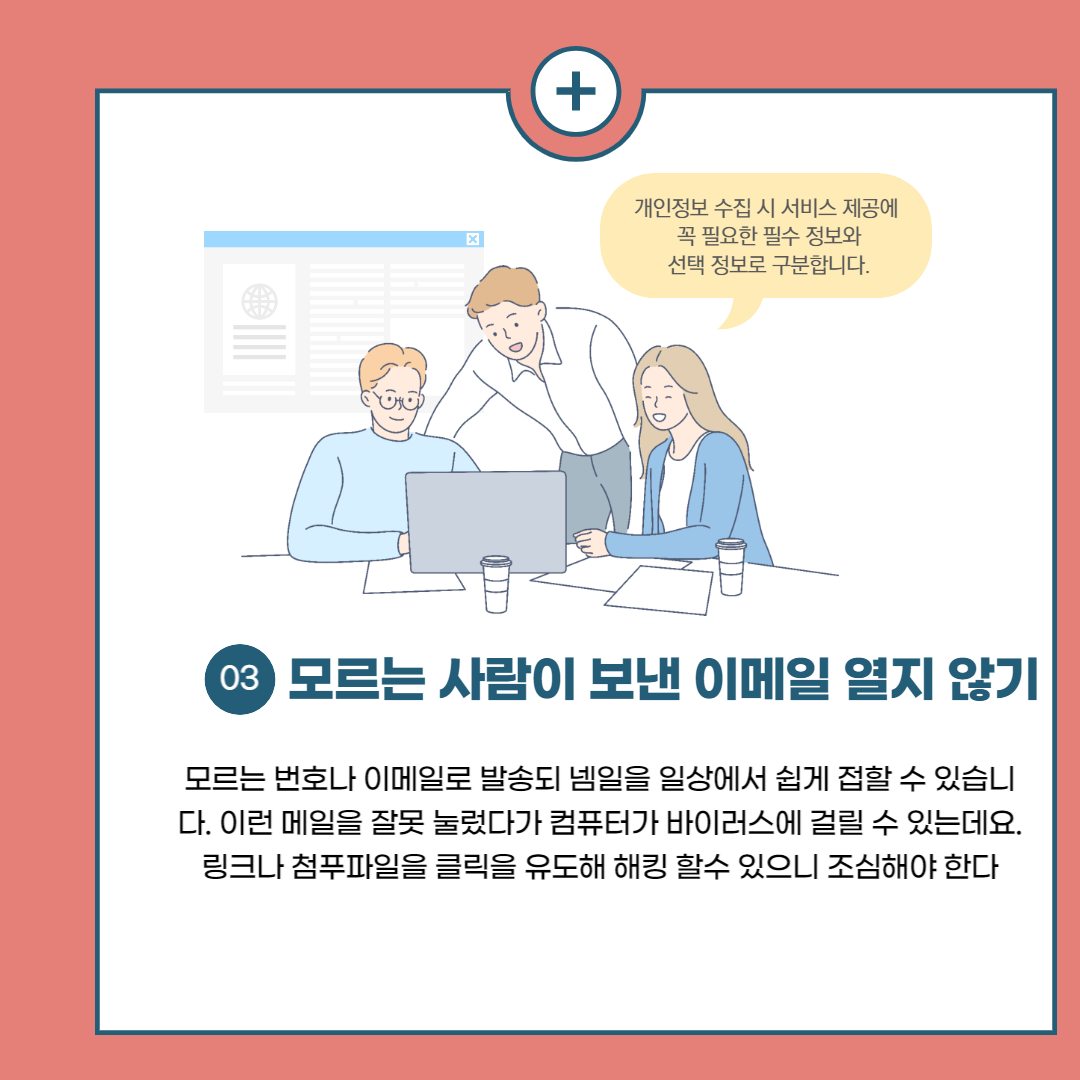 개인정보 수집 시 서비스 제공에
꼭 필요한 필수 정보와
선택 정보로 구분합니다.
03 모르는 사람이 보낸 이메일 열지 않기
모르는 번호나 이메일로 발송되 넴일을 일상에서 쉽게 접할 수 있습니
다. 이런 메일을 잘못 눌렀다가 컴퓨터가 바이러스에 걸릴 수 있는데요.
링크나 첨푸파일을 클릭을 유도해 해킹 할수 있으니 조심해야 한다